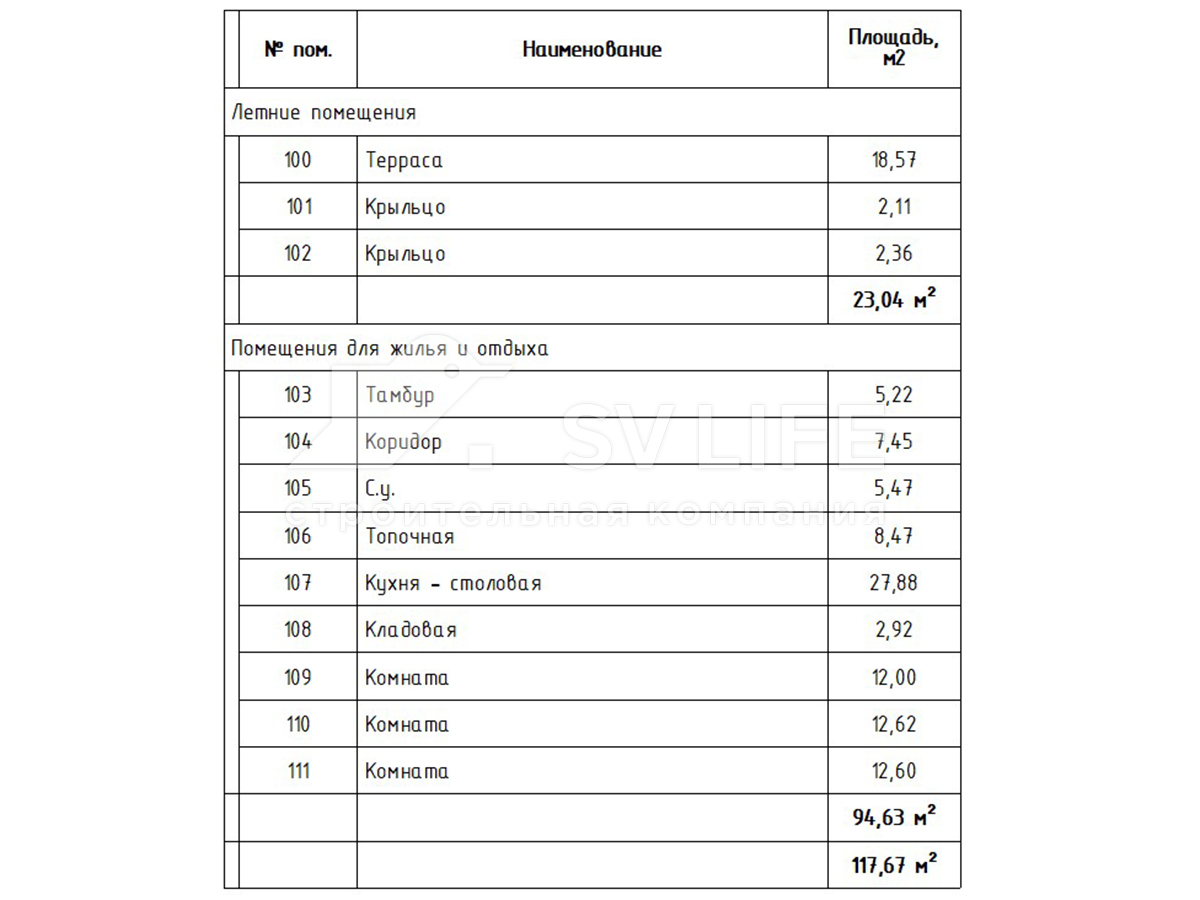 № пом. Наименование Площадь, м2
Летние помещения
100 Терраса 18,57
101 Крыльцо 2,11
102 Крыльцо 2,36
23,04 м²
Помещения для жилья и отдыха
103 Тамбур 5,22
104 Коридор 7,45
SV LIFE
105 С.у. 5,47
строительная компания
106 Топочная 8,47
107 Кухня - столовая 27,88
108 Кладовая 2,92
109 Комната 12,00
110 Комната 12,62
111 Комната 12,60
94,63 м²
117,67 м²